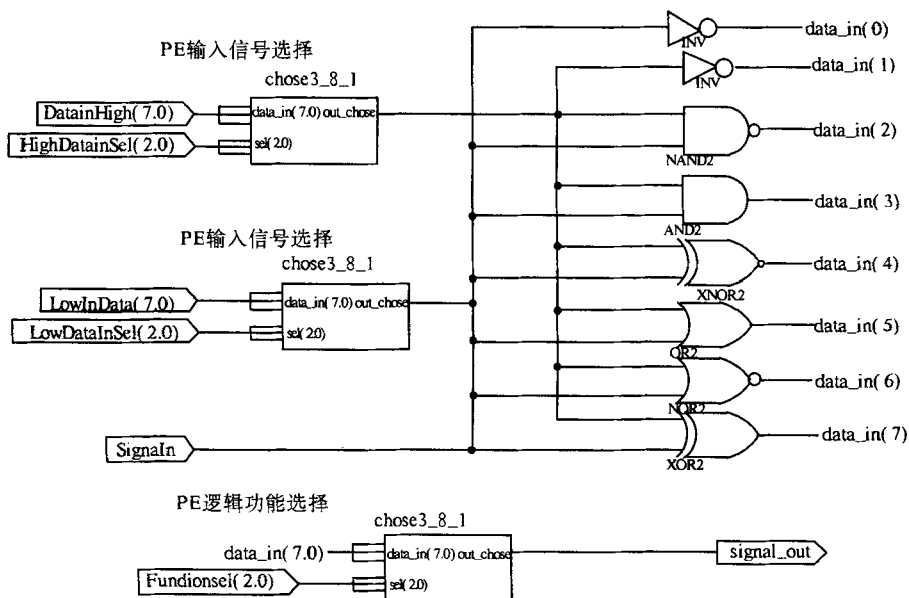 data_in( 0)
INV
PE输入信号选择
chose3_8_1
data_in( 1)
INV
DatainHigh( 7.0)
data_in( 7.0) out_chose
HighDatainSel( 2.0)
sel( 2.0)
data_in( 2)
NAND2
data_in( 3)
AND2
PE输入信号选择
chose3_8_1
data_in( 4)
XNOR2
LowInData( 7.0)
data_in( 7.0) out_chose
LowDataInSel( 2.0)
sel( 2.0)
data_in( 5)
OR2
data_in( 6)
NOR2
data_in( 7)
SignaIn
XOR2
PE逻辑功能选择
chose3_8_1
data_in( 7.0)
data_in( 7.0) out_chose
signal_out
Fundionsei( 2.0)
sel( 2.0)